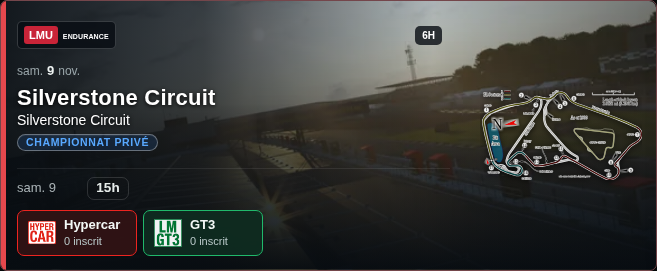 LMU ENDURANCE
6H
sam. 9 nov.
Silverstone Circuit
Silverstone Circuit
CHAMPIONNAT PRIVÉ
sam. 9 15h
HYPER CAR Hypercar
0 inscrit
LM GT3 GT3
0 inscrit
N